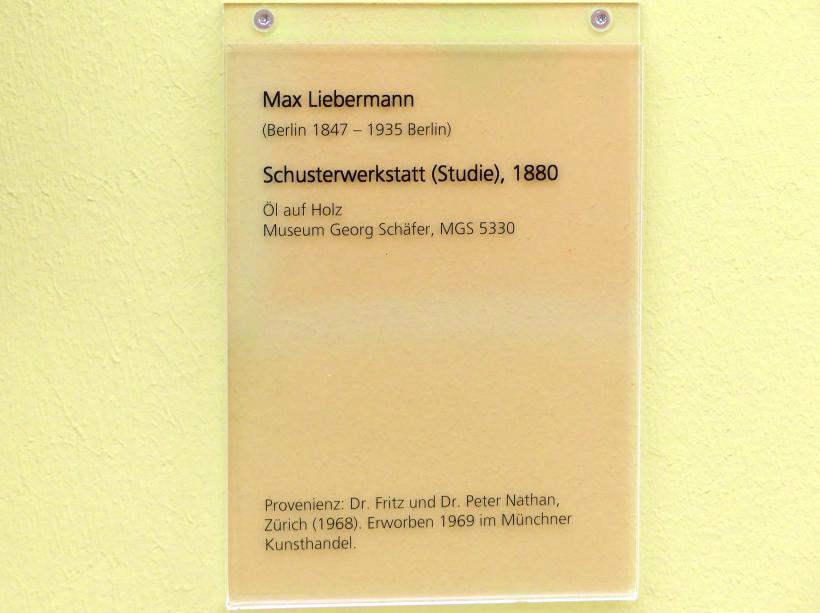 Max Liebermann
(Berlin 1847 – 1935 Berlin)
Schusterwerkstatt (Studie), 1880
Öl auf Holz
Museum Georg Schäfer, MGS 5330
Provenienz: Dr. Fritz und Dr. Peter Nathan,
Zürich (1968). Erworben 1969 im Münchner
Kunsthandel.